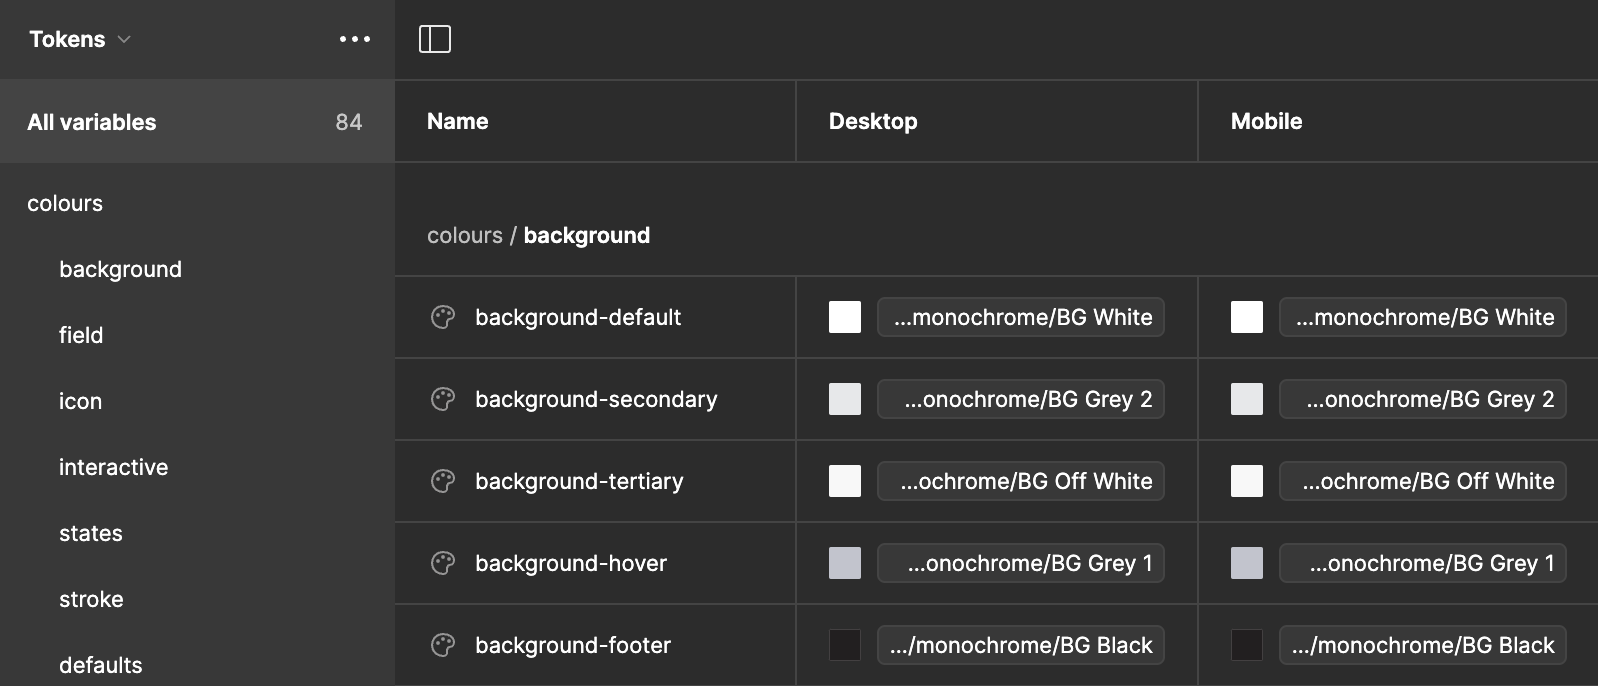 Tokens
All variables 84
colours
background
field
icon
interactive
states
stroke
defaults
Name Desktop Mobile
colours / background
background-default ...monochrome/BG White ...monochrome/BG White
background-secondary ...onochrome/BG Grey 2 ...onochrome/BG Grey 2
background-tertiary ...ochrome/BG Off White ...ochrome/BG Off White
background-hover ...onochrome/BG Grey 1 ...onochrome/BG Grey 1
background-footer .../monochrome/BG Black .../monochrome/BG Black